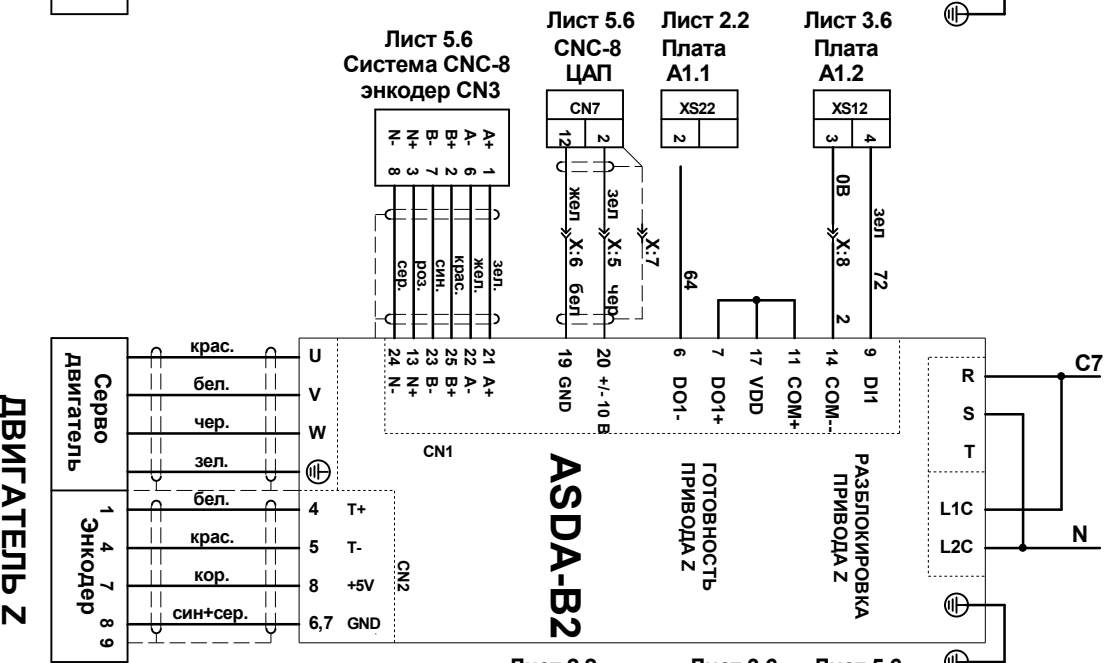 Лист 5.6
Система CNC-8
энкодер CN3
Лист 5.6
CNC-8
ЦАП
Лист 2.2
Плата
А1.1
Лист 3.6
Плата
А1.2
CN7
12 2
XS22
2
XS12
3 4
N- N+ B- B+ A- A+
8 3 7 2 6 1
сер. роз. син. крас. жел. зел.
жел
зел
X:6
X:5
X:7
бел
чер
64
0В
зел
X:8
72
2
24 N-
13 N+
23 B-
25 B+
22 A-
21 A+
19 GND
20 +/- 10 В
6 DO1-
7 DO1+
17 VDD
11 COM+
14 COM--
9 DI1
CN1
ASDA-B2
ГОТОВНОСТЬ
ПРИВОДА Z
РАЗБЛОКИРОВКА
ПРИВОДА Z
R
S
T
L1C
L2C
C7
N
ДВИГАТЕЛЬ Z
Серво
двигатель
крас. U
бел. V
чер. W
зел.
Энкодер
1 бел. 4 T+
4 крас. 5 T-
7 кор. 8 +5V
8 син+сер. 6,7 GND
9
CN2